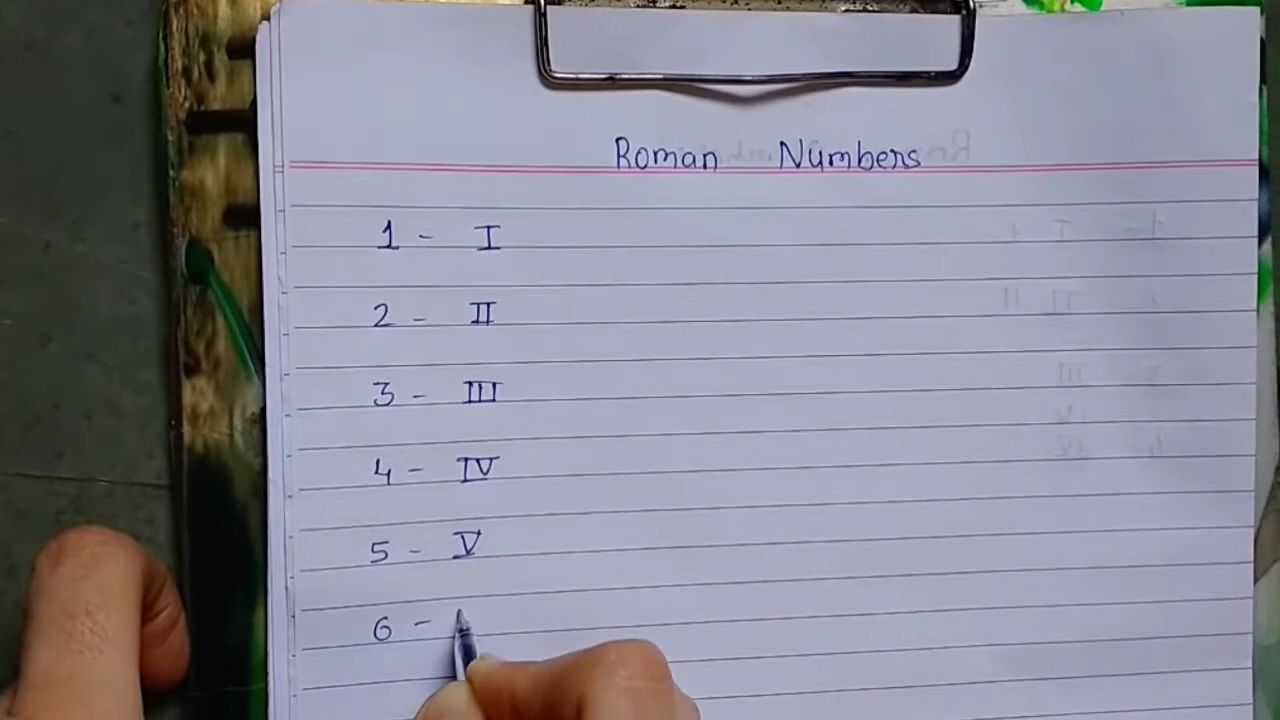 Roman Numbers
1 - I
2 - II
3 - III
4 - IV
5 - V
6 -